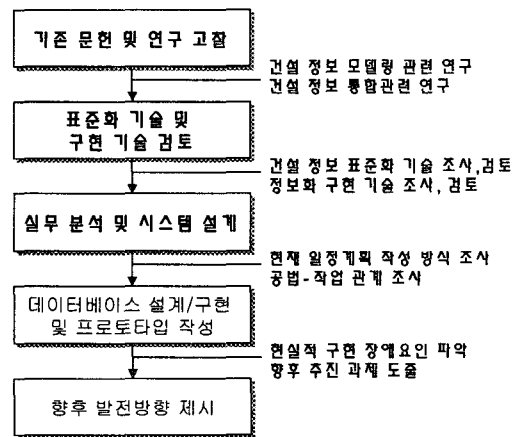 기존 문헌 및 연구 고찰
건설 정보 모델링 관련 연구
건설 정보 통합관련 연구
표준화 기술 및
구현 기술 검토
건설 정보 표준화 기술 조사,검토
정보화 구현 기술 조사, 검토
실무 분석 및 시스템 설계
현재 일정계획 작성 방식 조사
공법-작업 관계 조사
데이터베이스 설계/구현
및 프로토타입 작성
현실적 구현 장애요인 파악
향후 추진 과제 도출
향후 발전방향 제시